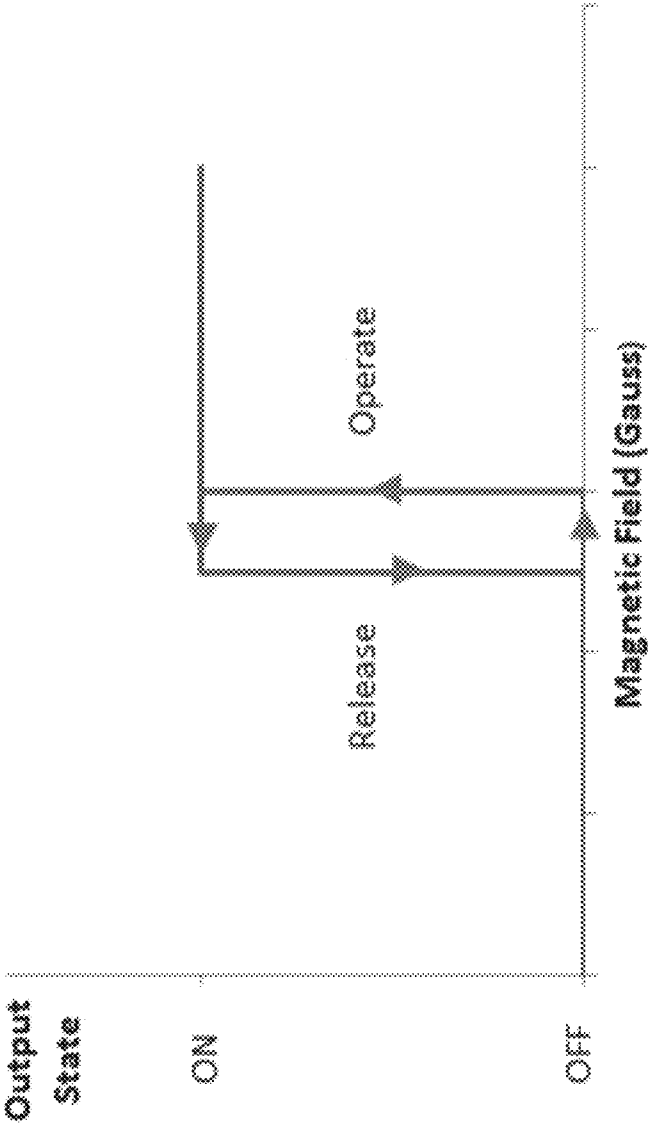 Output
State
ON
Operate
Release
OFF
Magnetic Field (Gauss)